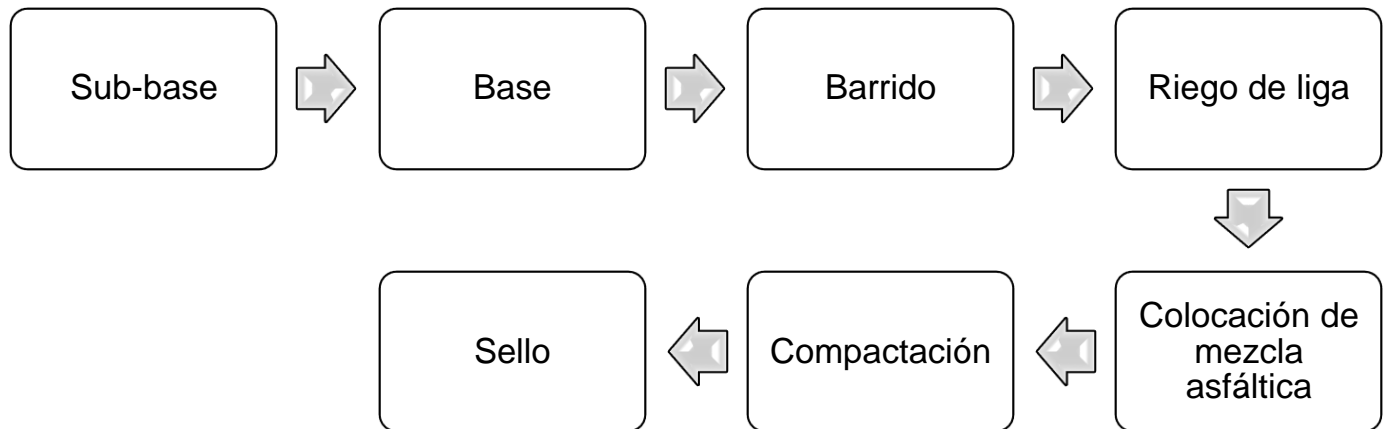 Sub-base
Base
Barrido
Riego de liga
Colocación de
mezcla
asfáltica
Compactación
Sello